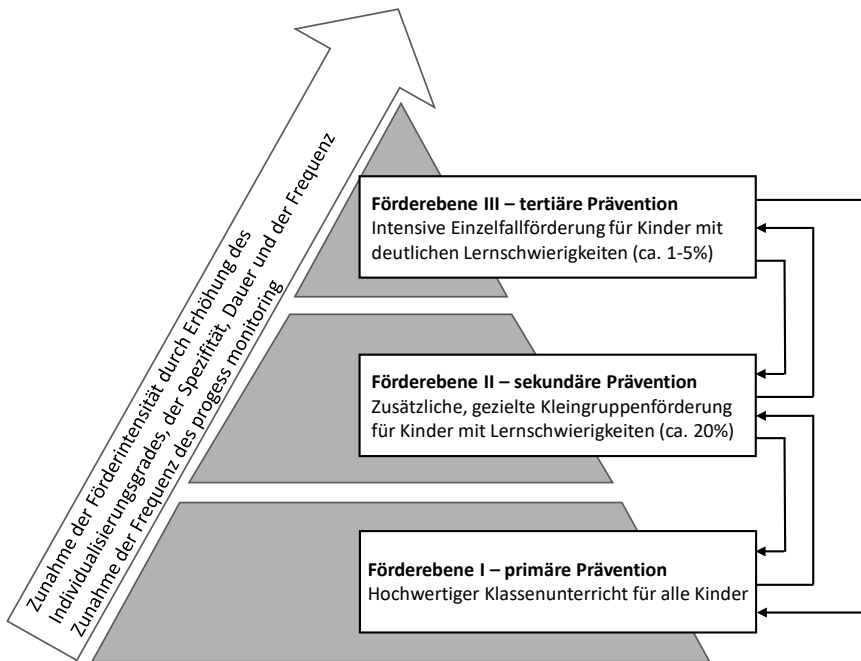 Zunahme der Förderintensität durch Erhöhung des
Individualisierungsgrades, der Spezifität, Dauer und der Frequenz
Zunahme der Frequenz des progess monitoring
Förderebene III – tertiäre Prävention
Intensive Einzelfallförderung für Kinder mit
deutlichen Lernschwierigkeiten (ca. 1-5%)
Förderebene II – sekundäre Prävention
Zusätzliche, gezielte Kleingruppenförderung
für Kinder mit Lernschwierigkeiten (ca. 20%)
Förderebene I – primäre Prävention
Hochwertiger Klassenunterricht für alle Kinder